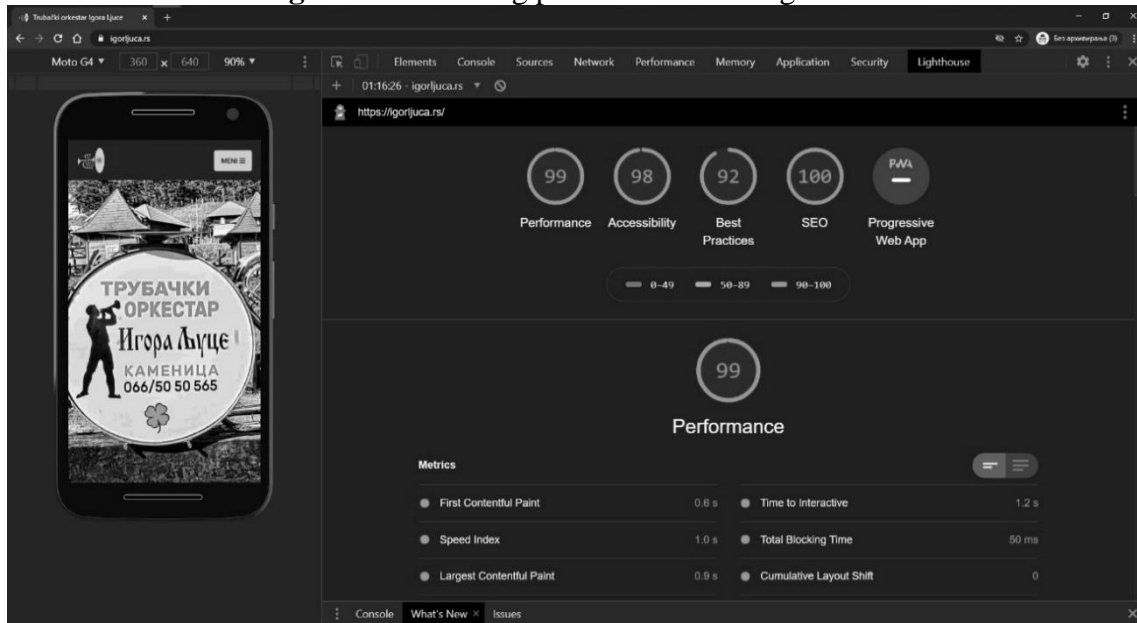 Trubački orkestar Igora Ljuce × +
igorljuca.rs
Без архивирања (3)
Moto G4 ▼ 360 × 640 90% ▼
Elements Console Sources Network Performance Memory Application Security Lighthouse
+ 01:16:26 - igorljuca.rs ▼
https://igorljuca.rs/
MENI ☰
ТРУБАЧКИ
ОРКЕСТАР
Игора Љуце
КАМЕНИЦА
066/50 50 565
99 98 92 100 PWA
Performance Accessibility Best Practices SEO Progressive Web App
0–49 50–89 90–100
99
Performance
Metrics
First Contentful Paint 0.6 s Time to Interactive 1.2 s
Speed Index 1.0 s Total Blocking Time 50 ms
Largest Contentful Paint 0.9 s Cumulative Layout Shift 0
Console What's New × Issues